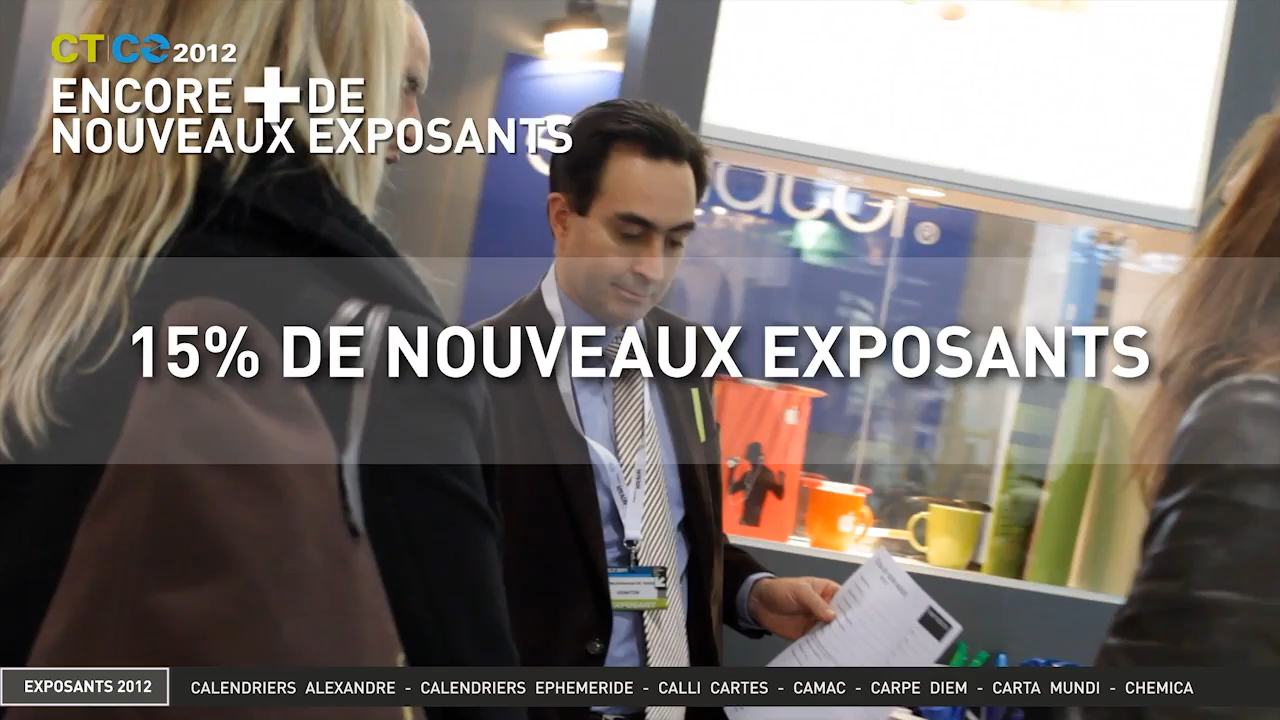 CT|CO 2012
ENCORE + DE
NOUVEAUX EXPOSANTS
15% DE NOUVEAUX EXPOSANTS
EXPOSANT
EXPOSANTS 2012
CALENDRIERS ALEXANDRE - CALENDRIERS EPHEMERIDE - CALLI CARTES - CAMAC - CARPE DIEM - CARTA MUNDI - CHEMICA